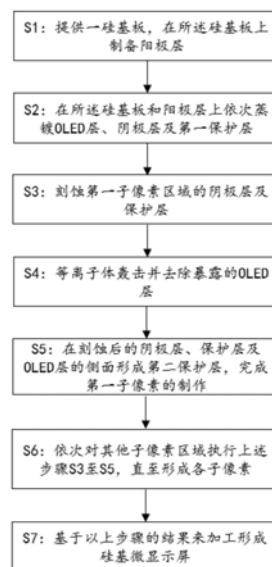 S1：提供一硅基板，在所述硅基板上
制备阳极层
S2：在所述硅基板和阳极层上依次蒸
镀OLED层、阴极层及第一保护层
S3：刻蚀第一子像素区域的阴极层及
保护层
S4：等离子体轰击并去除暴露的OLED
层
S5：在刻蚀后的阴极层、保护层及
OLED层的侧面形成第二保护层，完成
第一子像素的制作
S6：依次对其他子像素区域执行上述
步骤S3至S5，直至形成各子像素
S7：基于以上步骤的结果来加工形成
硅基微显示屏